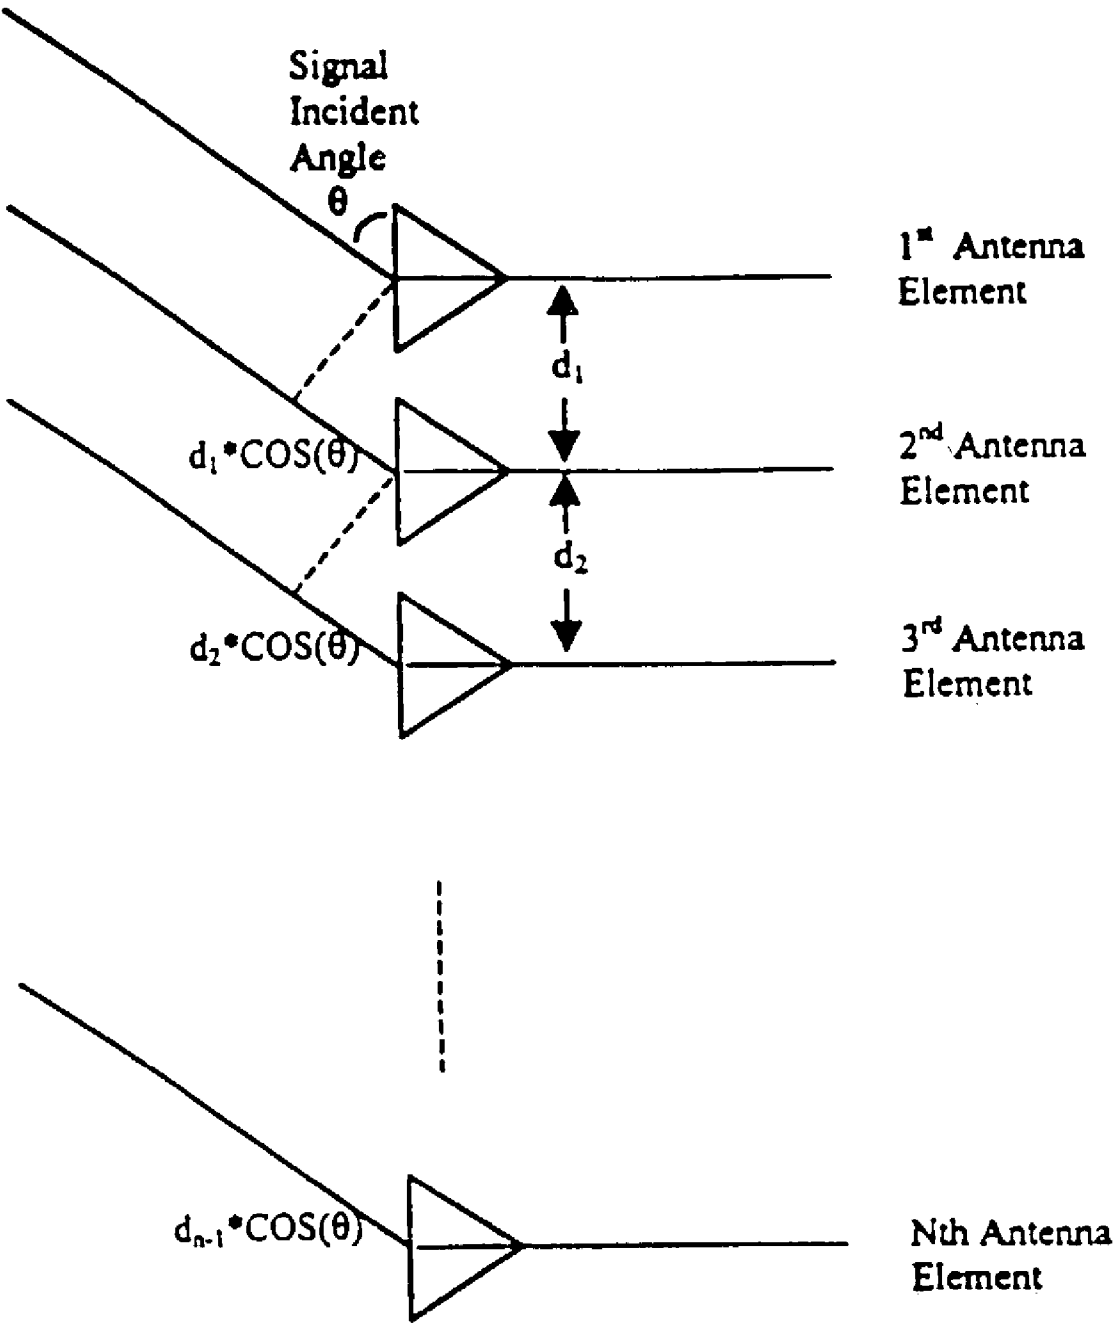 Signal
Incident
Angle
θ
1st Antenna
Element
d₁
d₁*COS(θ)
2nd Antenna
Element
d₂
d₂*COS(θ)
3rd Antenna
Element
dₙ₋₁*COS(θ)
Nth Antenna
Element